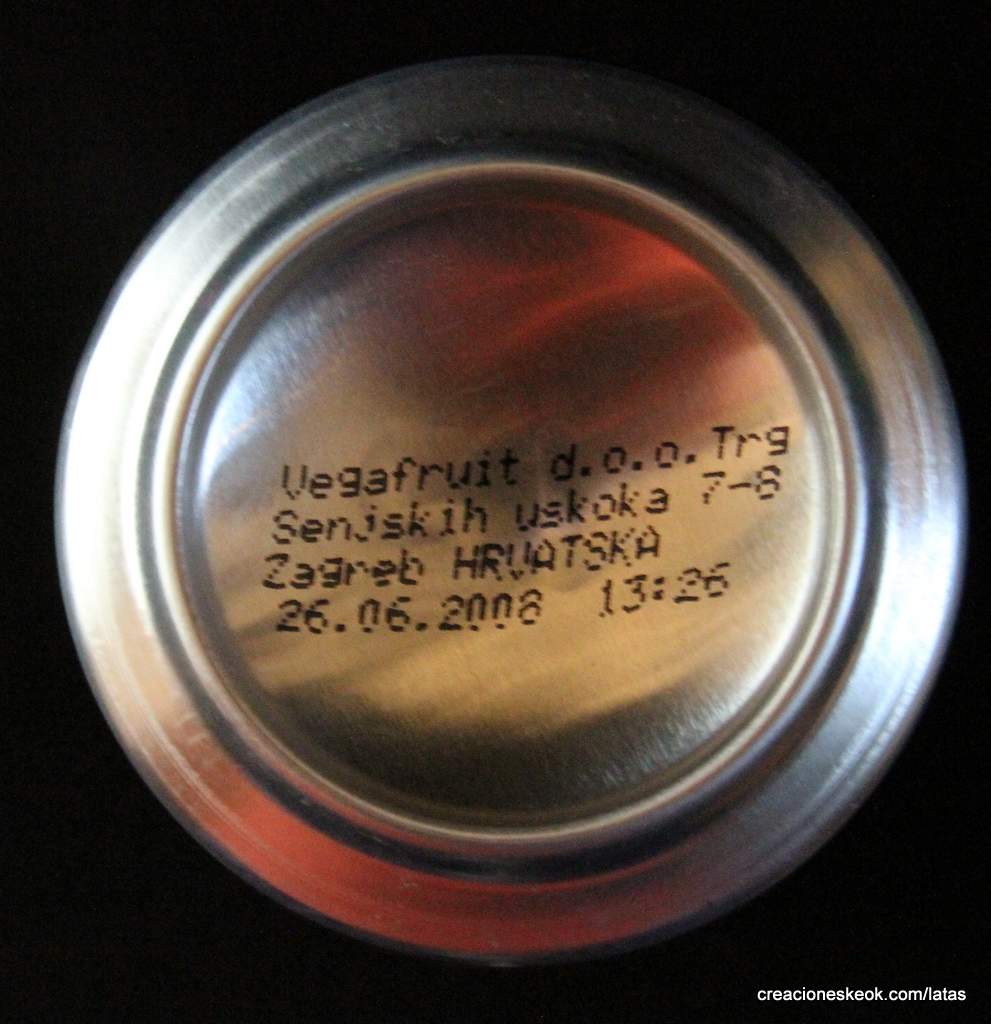 Vegafruit d.o.o.Trg
Senjskih uskoka 7-8
Zagreb HRVATSKA
26.06.2008 13:26
creacioneskeok.com/latas